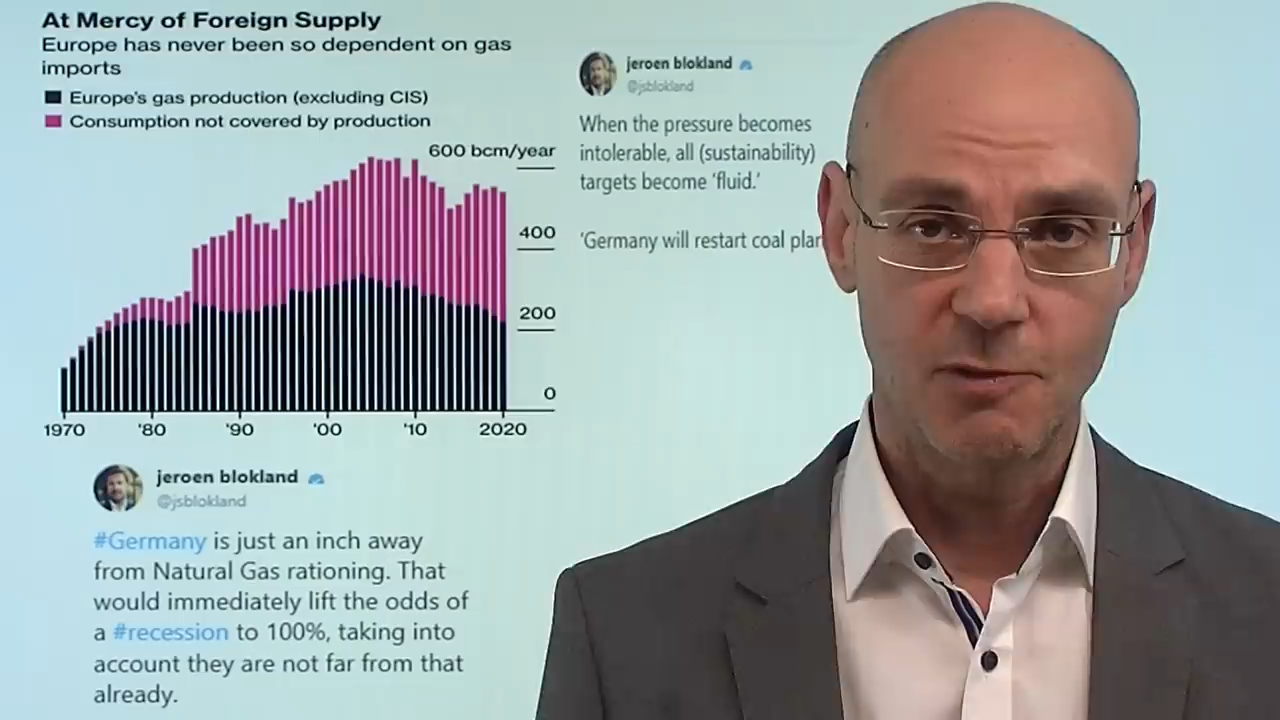 At Mercy of Foreign Supply
Europe has never been so dependent on gas
imports
Europe's gas production (excluding CIS)
Consumption not covered by production
600 bcm/year
400
200
0
1970
'80
'90
'00
'10
2020
jeroen blokland
@jsblokland
When the pressure becomes
intolerable, all (sustainability)
targets become 'fluid.'
'Germany will restart coal
jeroen blokland
@jsblokland
#Germany is just an inch away
from Natural Gas rationing. That
would immediately lift the odds of
a #recession to 100%, taking into
account they are not far from that
already.